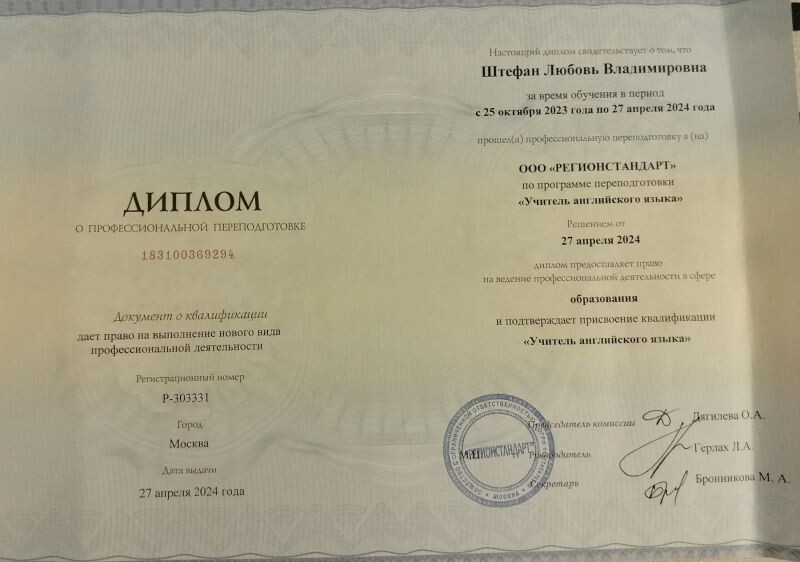 ДИПЛОМ
О ПРОФЕССИОНАЛЬНОЙ ПЕРЕПОДГОТОВКЕ
183100369294
Документ о квалификации
дает право на выполнение нового вида
профессиональной деятельности
Регистрационный номер
Р-303331
Город
Москва
Дата выдачи
27 апреля 2024 года
Настоящий диплом свидетельствует о том, что
Штефан Любовь Владимировна
за время обучения в период
с 25 октября 2023 года по 27 апреля 2024 года
прошел(а) профессиональную переподготовку в (на)
ООО «РЕГИОНСТАНДАРТ»
по программе переподготовки
«Учитель английского языка»
Решением от
27 апреля 2024
диплом предоставляет право
на ведение профессиональной деятельности в сфере
образования
и подтверждает присвоение квалификации
«Учитель английского языка»
Председатель комиссии Дягилева О.А.
М.П. Руководитель Герлах Л.А.
Секретарь Бронникова М. А.
ОБЩЕСТВО С ОГРАНИЧЕННОЙ ОТВЕТСТВЕННОСТЬЮ
"РЕГИОНСТАНДАРТ"
МОСКВА